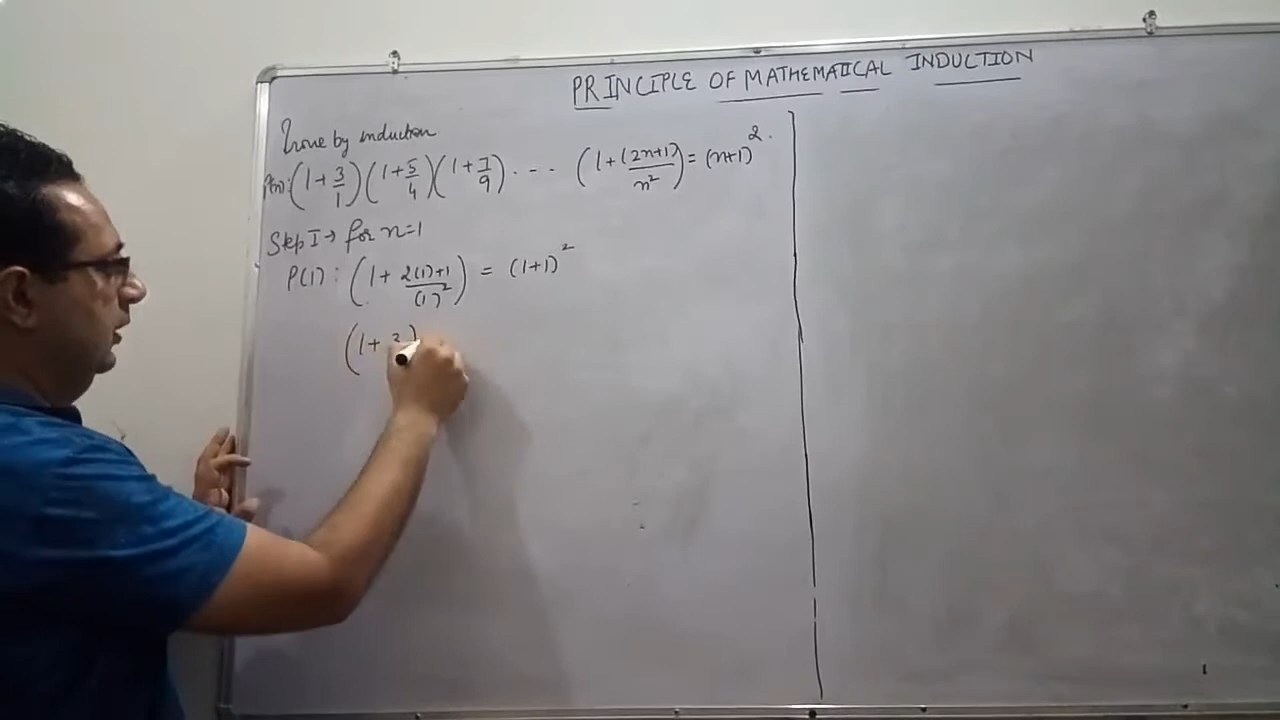 PRINCIPLE OF MATHEMATICAL INDUCTION
Prove by induction
P(n): (1+3/1)(1+5/4)(1+7/9). --- (1+(2n+1)/n²) = (n+1)².
Step I → for n=1
P(1) : (1+ 2(1)+1/(1)²) = (1+1)²
(1+ 3